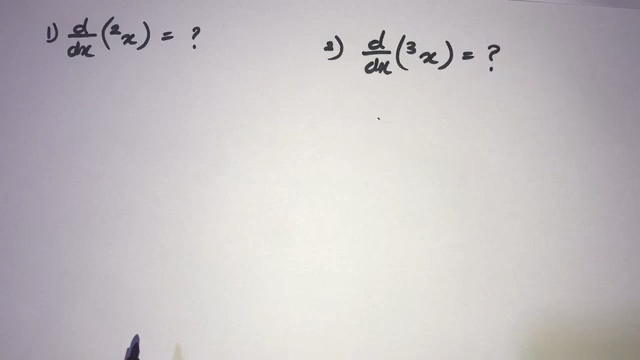 1) d/dx (²x) = ?
2) d/dx (³x) = ?